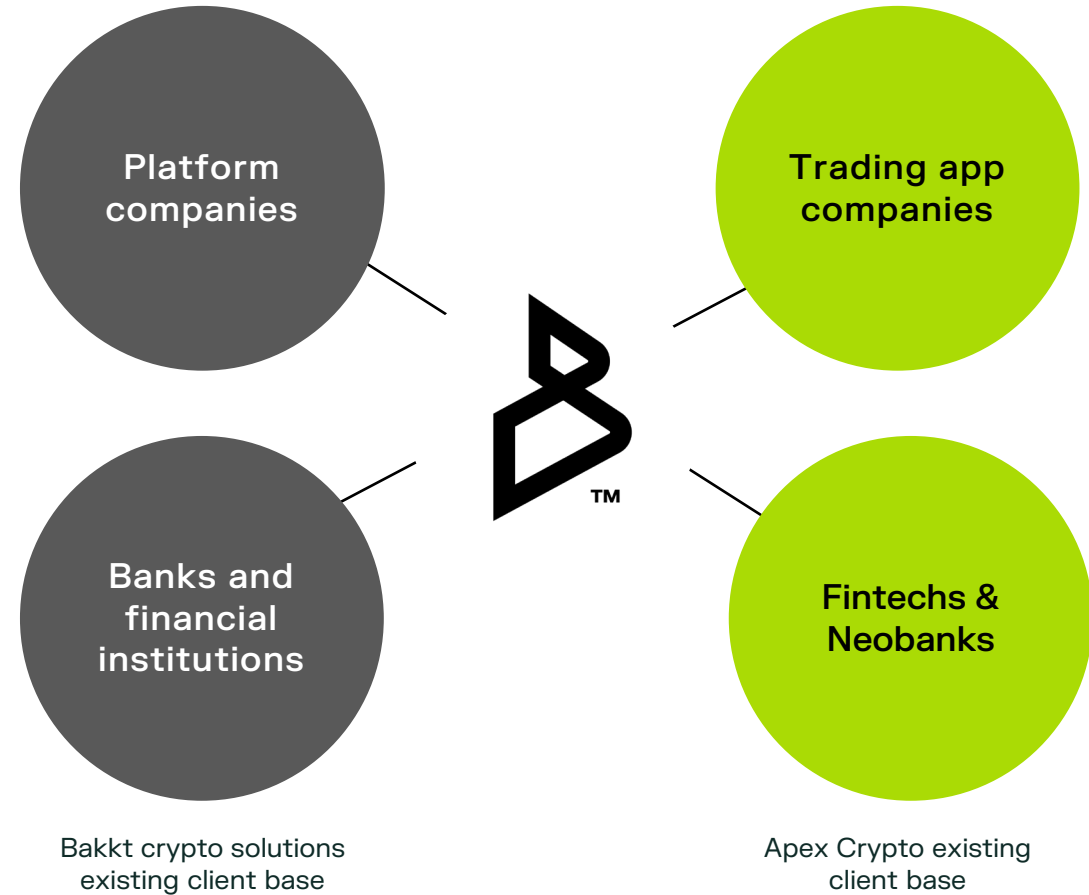 Platform
companies
Trading app
companies
TM
Banks and
financial
institutions
Fintechs &
Neobanks
Bakkt crypto solutions
existing client base
Apex Crypto existing
client base